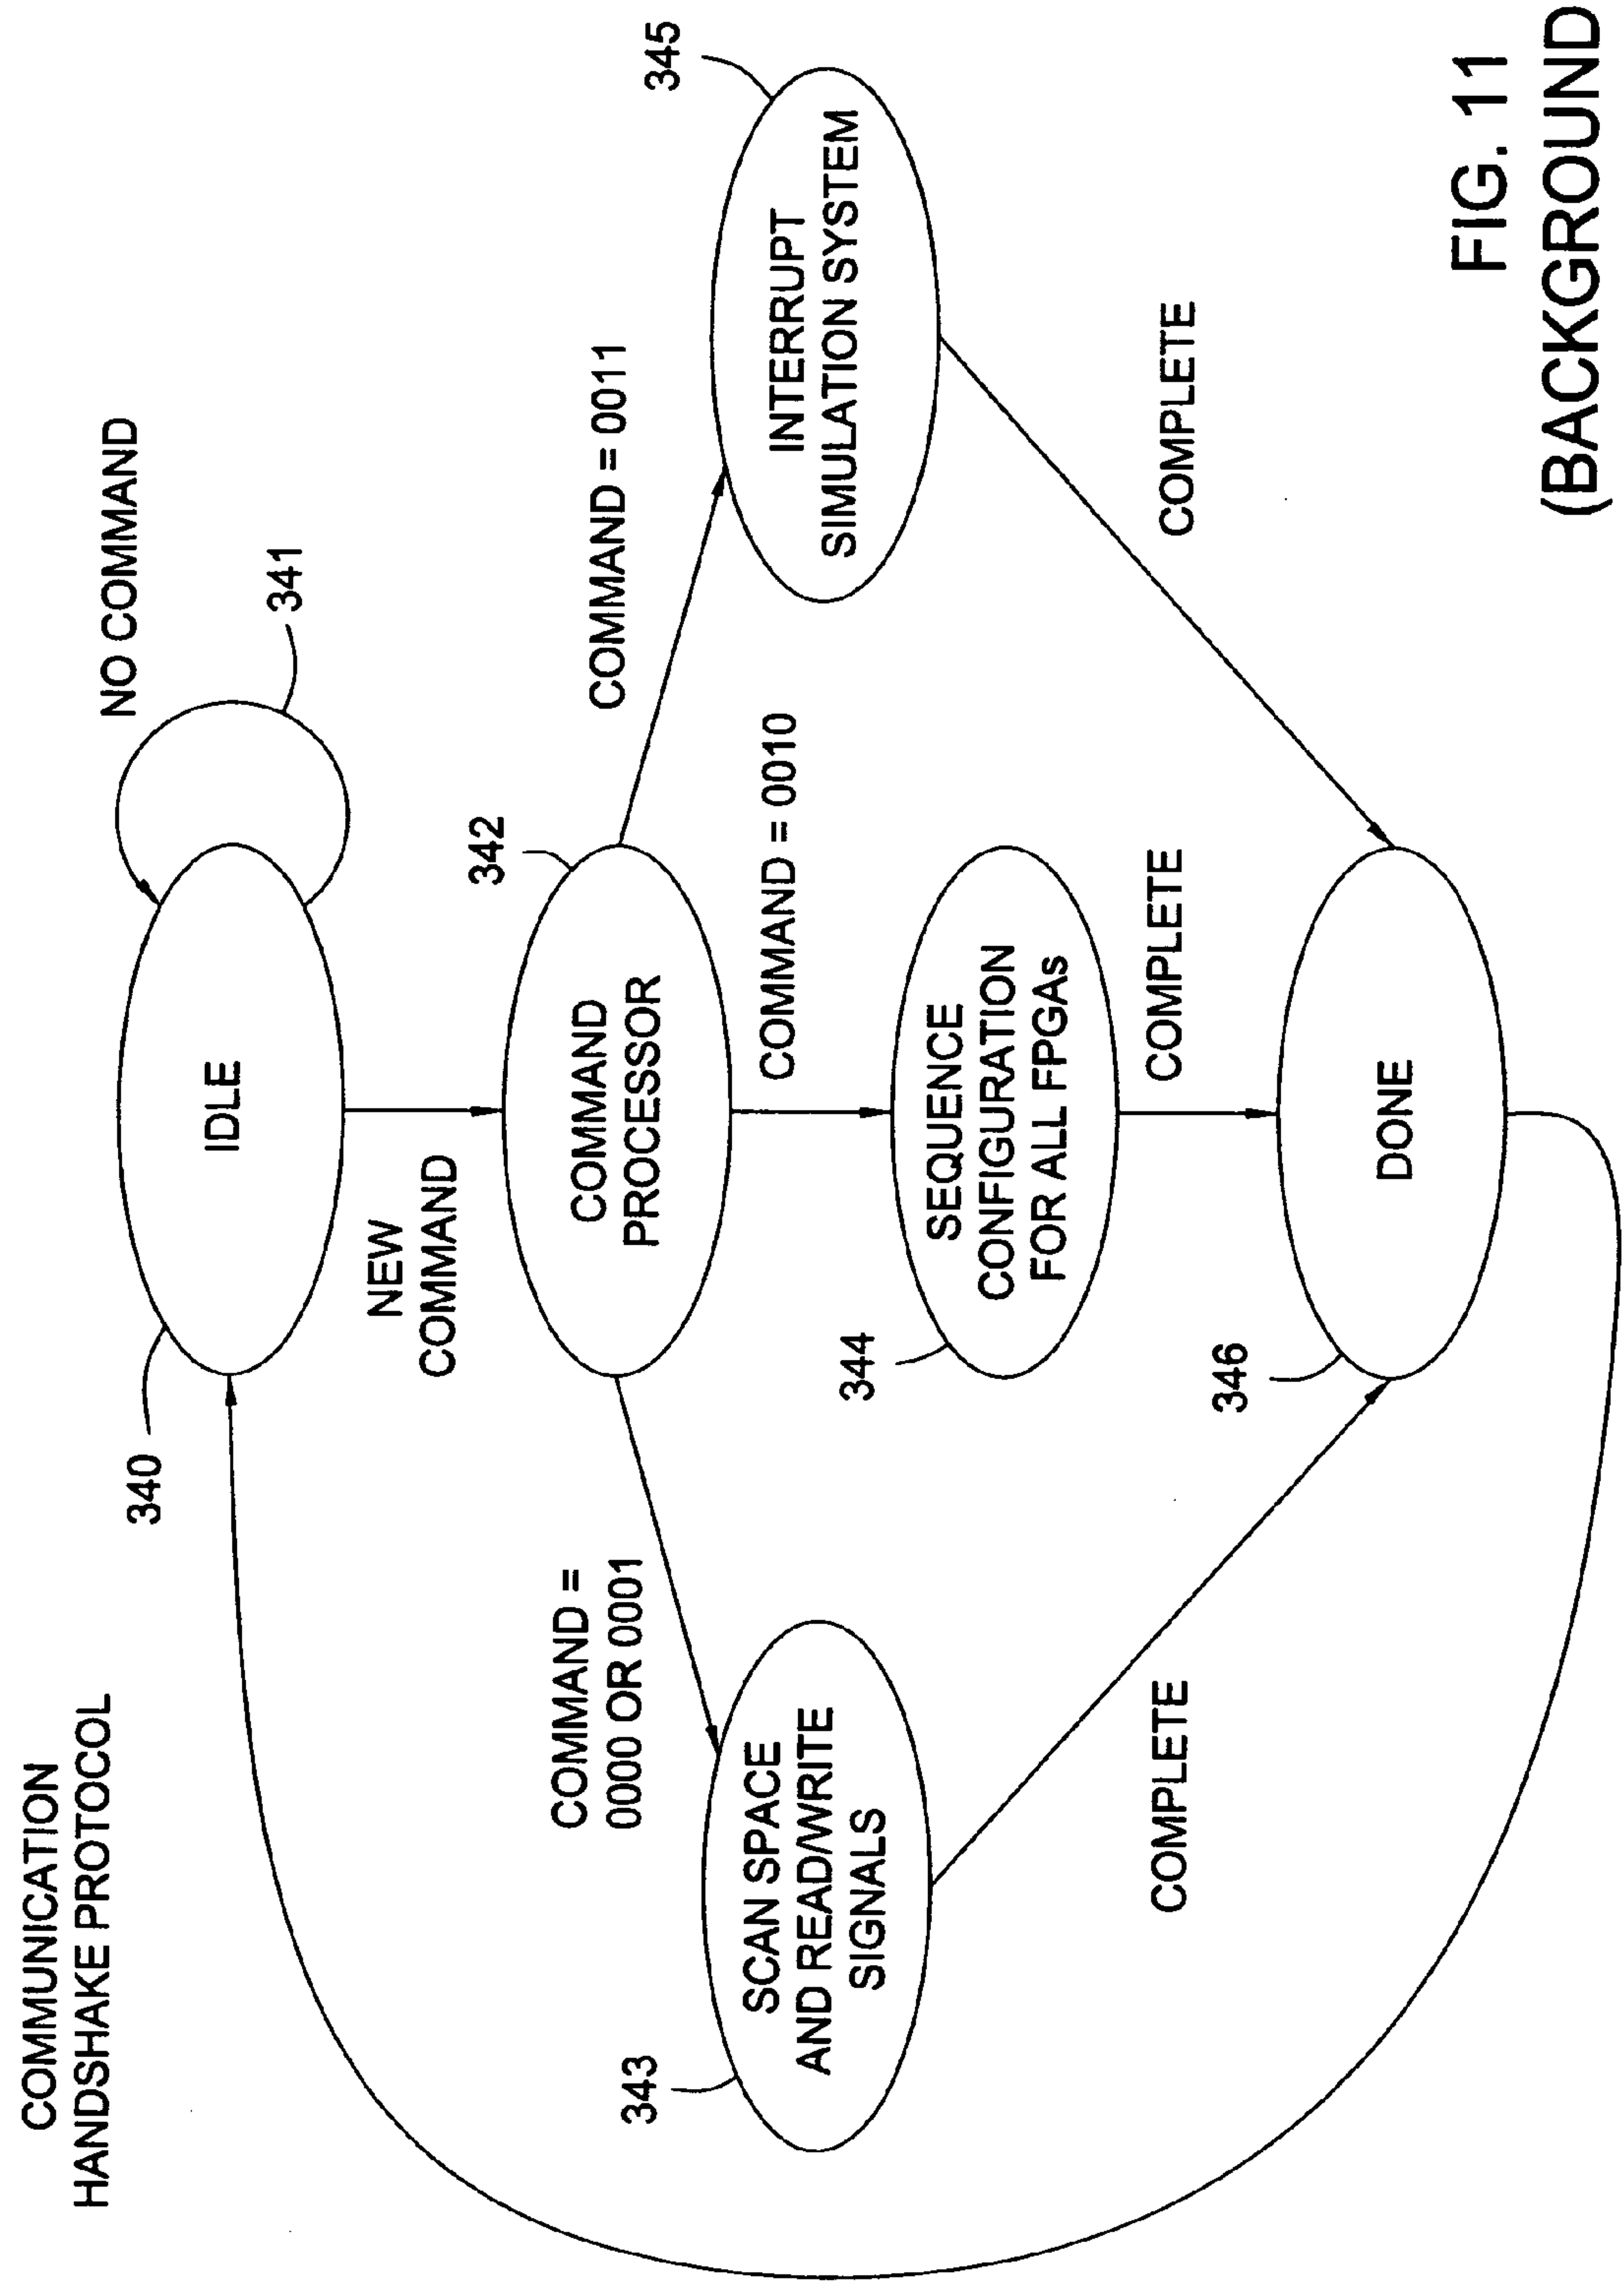 COMMUNICATION
HANDSHAKE PROTOCOL
NO COMMAND
341
340
IDLE
NEW
COMMAND
342
COMMAND
PROCESSOR
COMMAND =
0000 OR 0001
COMMAND = 0010
COMMAND = 0011
343
SCAN SPACE
AND READ/WRITE
SIGNALS
344
SEQUENCE
CONFIGURATION
FOR ALL FPGAs
345
INTERRUPT
SIMULATION SYSTEM
COMPLETE
COMPLETE
COMPLETE
346
DONE
FIG. 11
(BACKGROUND